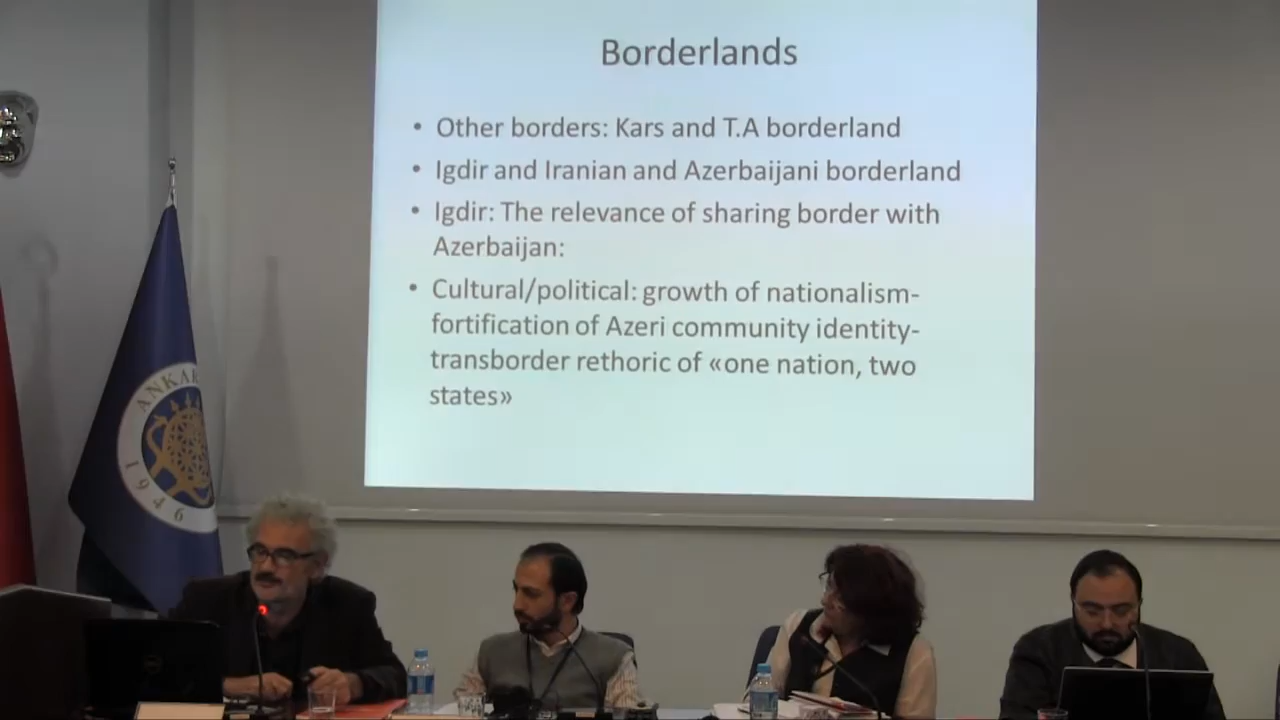 Borderlands
• Other borders: Kars and T.A borderland
• Igdir and Iranian and Azerbaijani borderland
• Igdir: The relevance of sharing border with
Azerbaijan:
• Cultural/political: growth of nationalism-
fortification of Azeri community identity-
transborder rethoric of «one nation, two
states»
1946